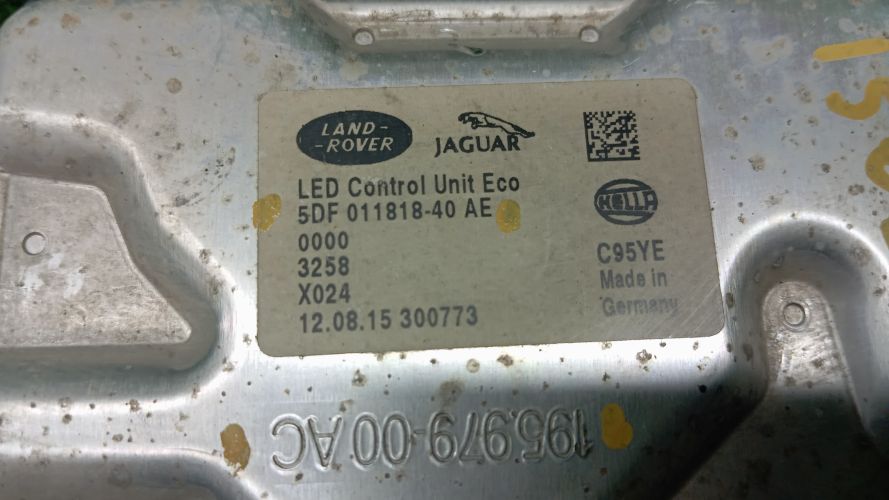 LAND-
-ROVER
JAGUAR
LED Control Unit Eco
5DF 011818-40 AE
HELLA
0000
3258
X024
12.08.15 300773
C95YE
Made in
Germany
195.979-00 AC